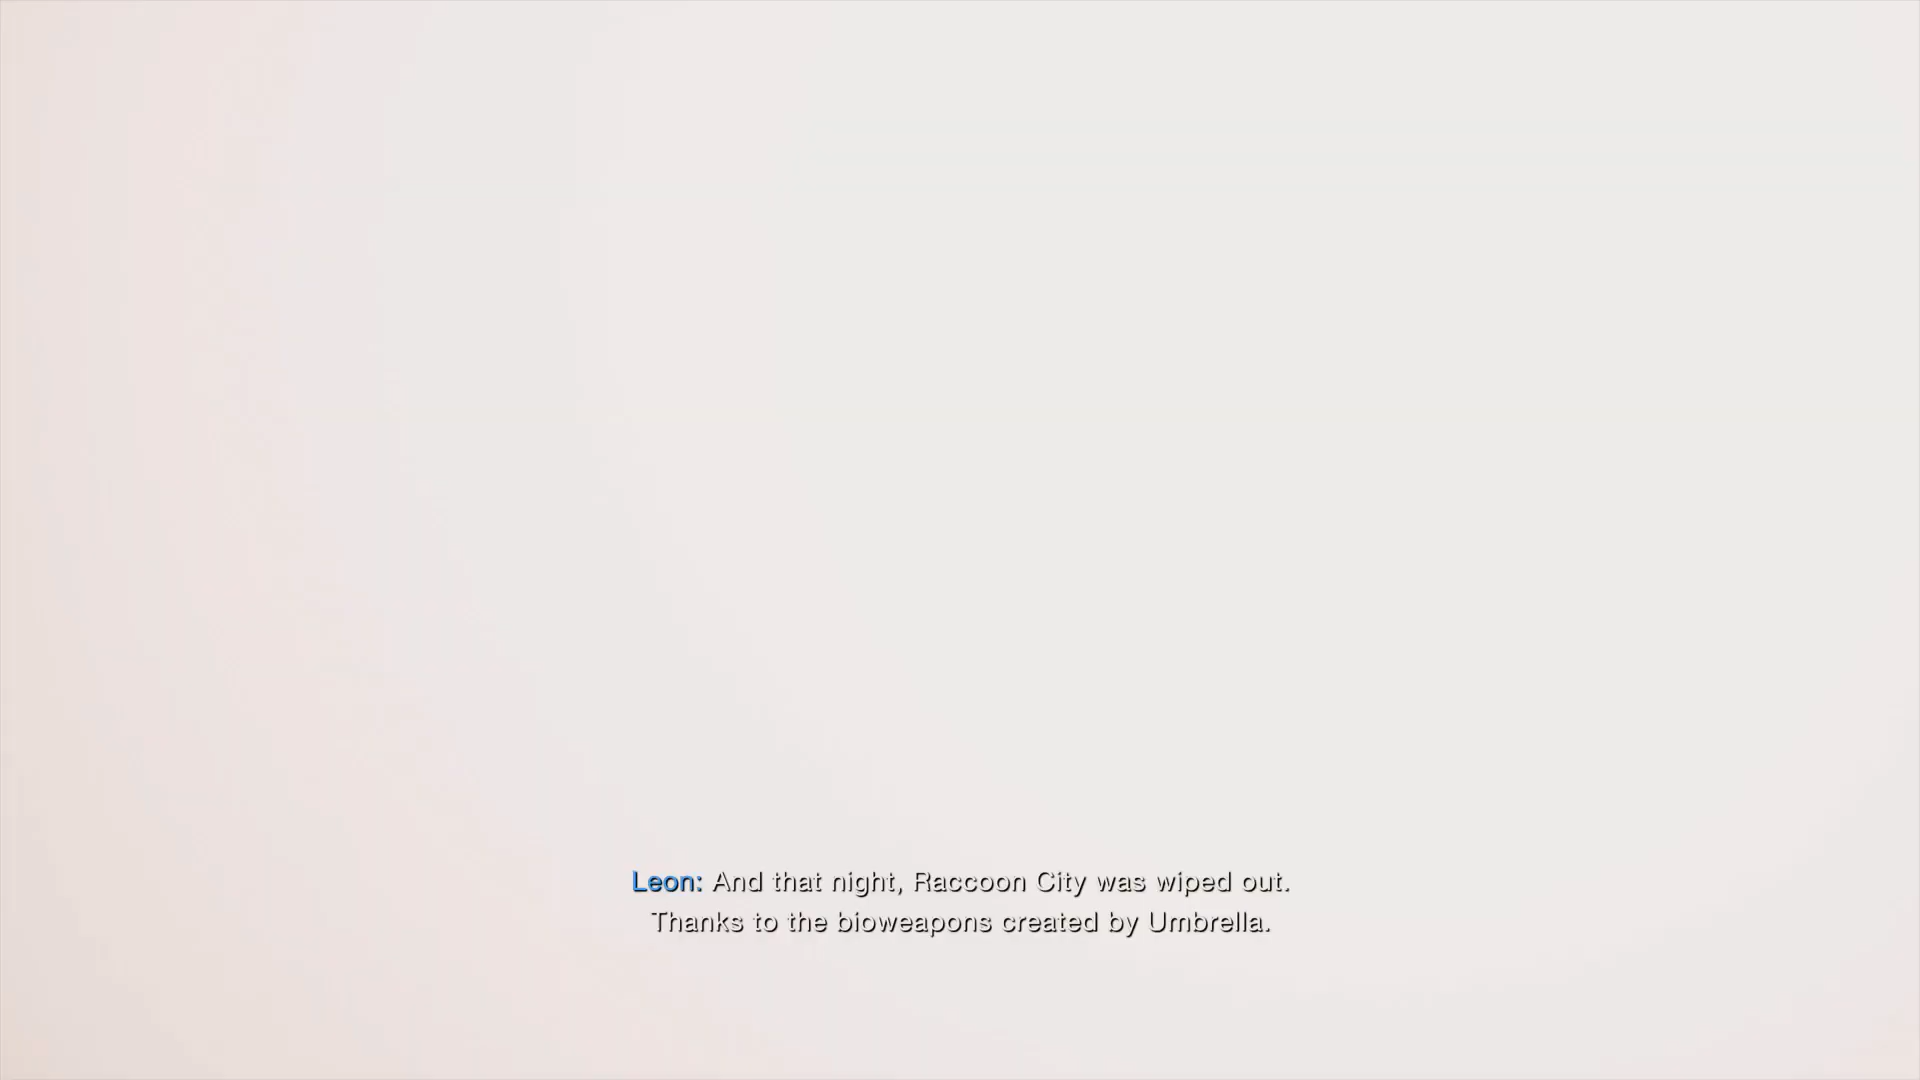 Leon: And that night, Raccoon City was wiped out.
Thanks to the bioweapons created by Umbrella.